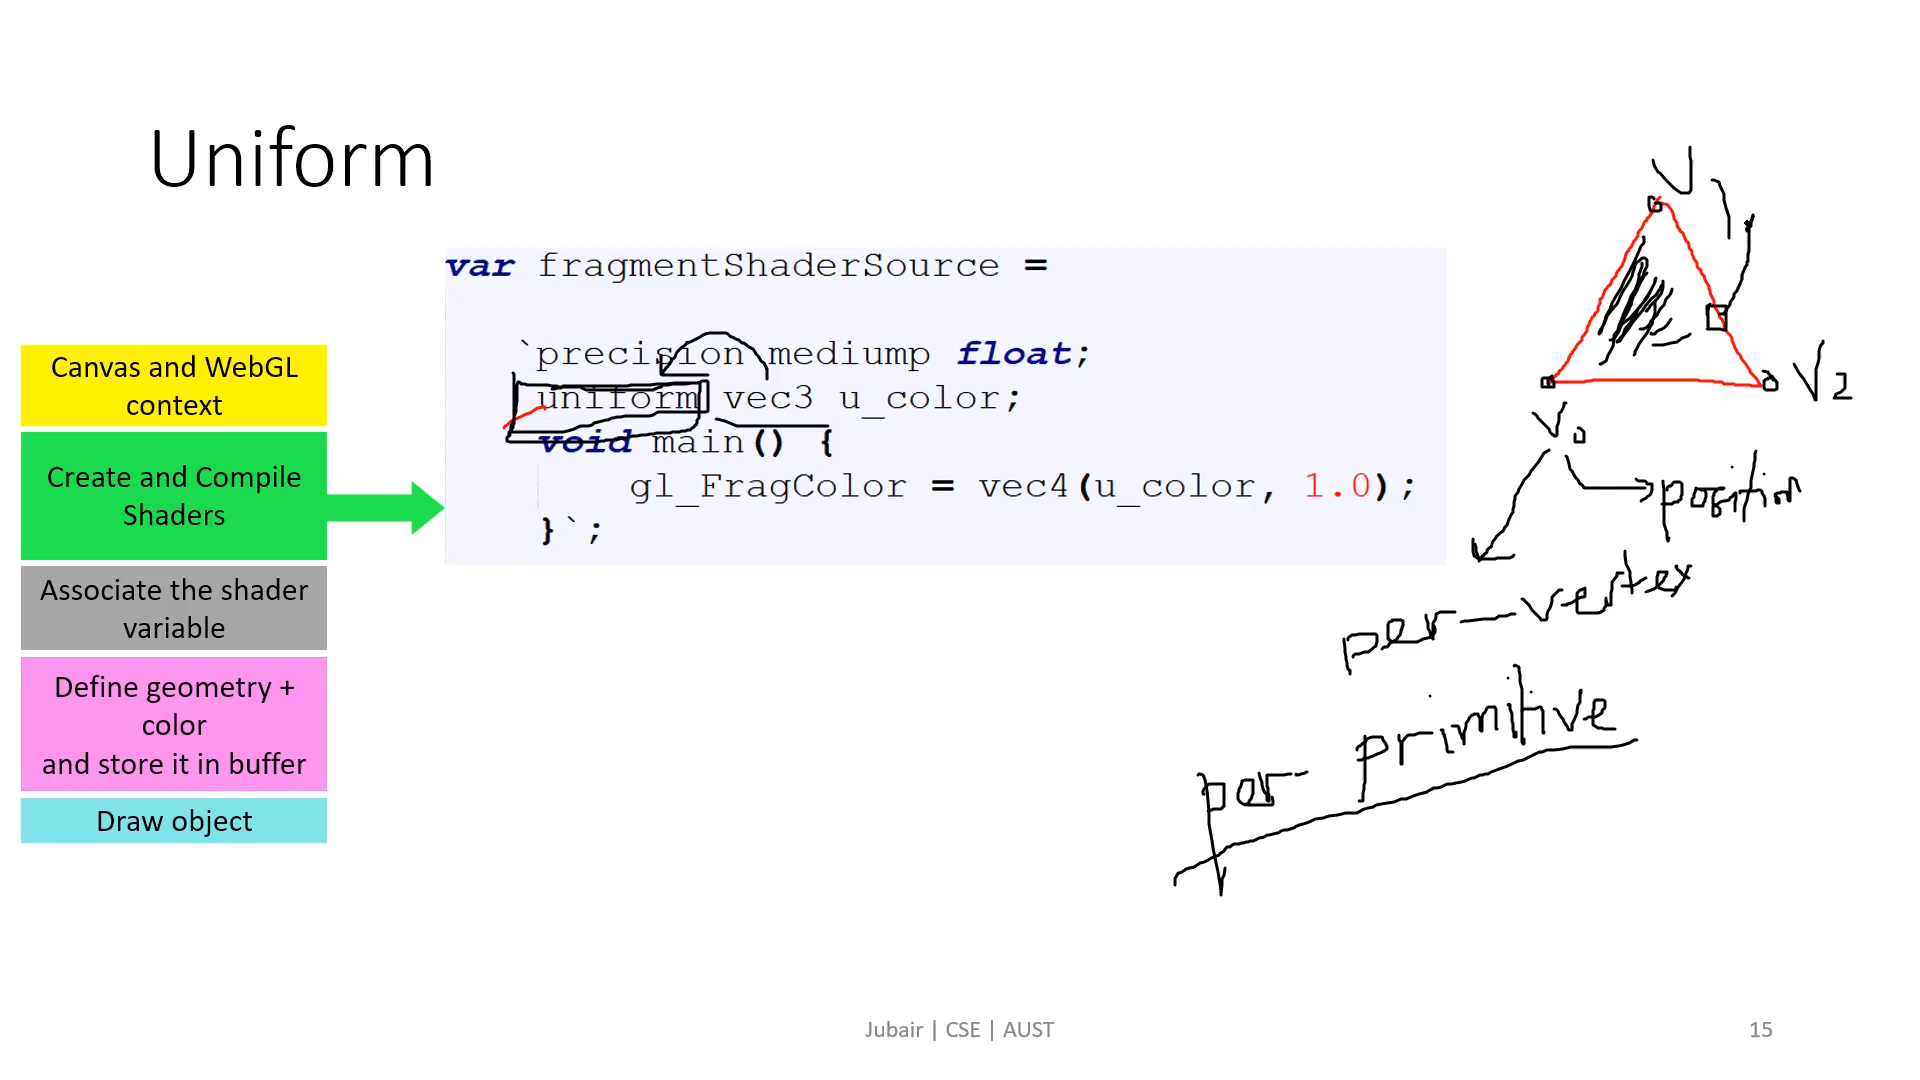 Uniform
var fragmentShaderSource =
`precision mediump float;
uniform vec3 u_color;
void main() {
gl_FragColor = vec4(u_color, 1.0);
}`;
Canvas and WebGL
context
Create and Compile
Shaders
Associate the shader
variable
Define geometry +
color
and store it in buffer
Draw object
V1
V2
V0
position
per-vertex
per-primitive
Jubair | CSE | AUST
15